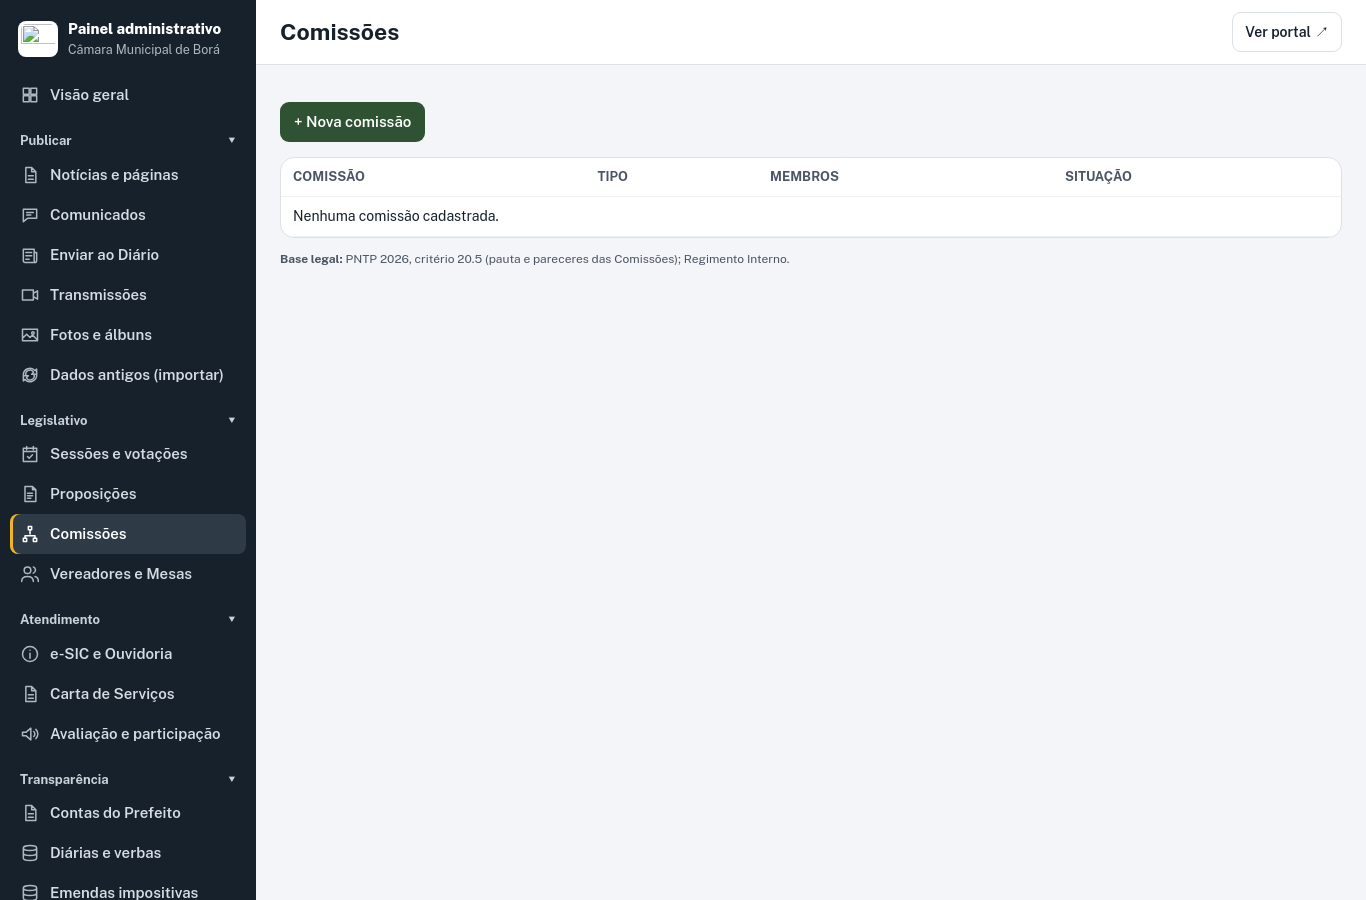 Painel administrativo
Câmara Municipal de Borá
Visão geral
Publicar
Notícias e páginas
Comunicados
Enviar ao Diário
Transmissões
Fotos e álbuns
Dados antigos (importar)
Legislativo
Sessões e votações
Proposições
Comissões
Vereadores e Mesas
Atendimento
e-SIC e Ouvidoria
Carta de Serviços
Avaliação e participação
Transparência
Contas do Prefeito
Diárias e verbas
Emendas impositivas
Comissões
Ver portal ↗
+ Nova comissão
COMISSÃO TIPO MEMBROS SITUAÇÃO
Nenhuma comissão cadastrada.
Base legal: PNTP 2026, critério 20.5 (pauta e pareceres das Comissões); Regimento Interno.